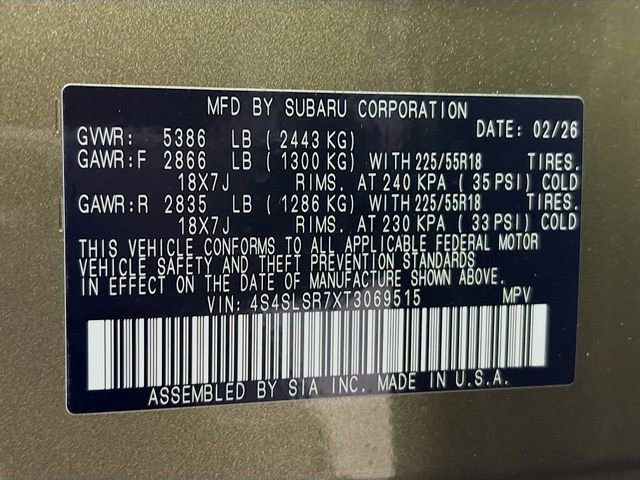 MFD BY SUBARU CORPORATION
DATE: 02/26
GVWR: 5386 LB (2443 KG)
GAWR:F 2866 LB (1300 KG) WITH 225/55R18 TIRES.
18X7J RIMS. AT 240 KPA (35 PSI) COLD
GAWR:R 2835 LB (1286 KG) WITH 225/55R18 TIRES.
18X7J RIMS. AT 230 KPA (33 PSI) COLD
THIS VEHICLE CONFORMS TO ALL APPLICABLE FEDERAL MOTOR
VEHICLE SAFETY AND THEFT PREVENTION STANDARDS
IN EFFECT ON THE DATE OF MANUFACTURE SHOWN ABOVE.
VIN: 4S4SLSR7XT3069515 MPV
ASSEMBLED BY SIA INC. MADE IN U.S.A.